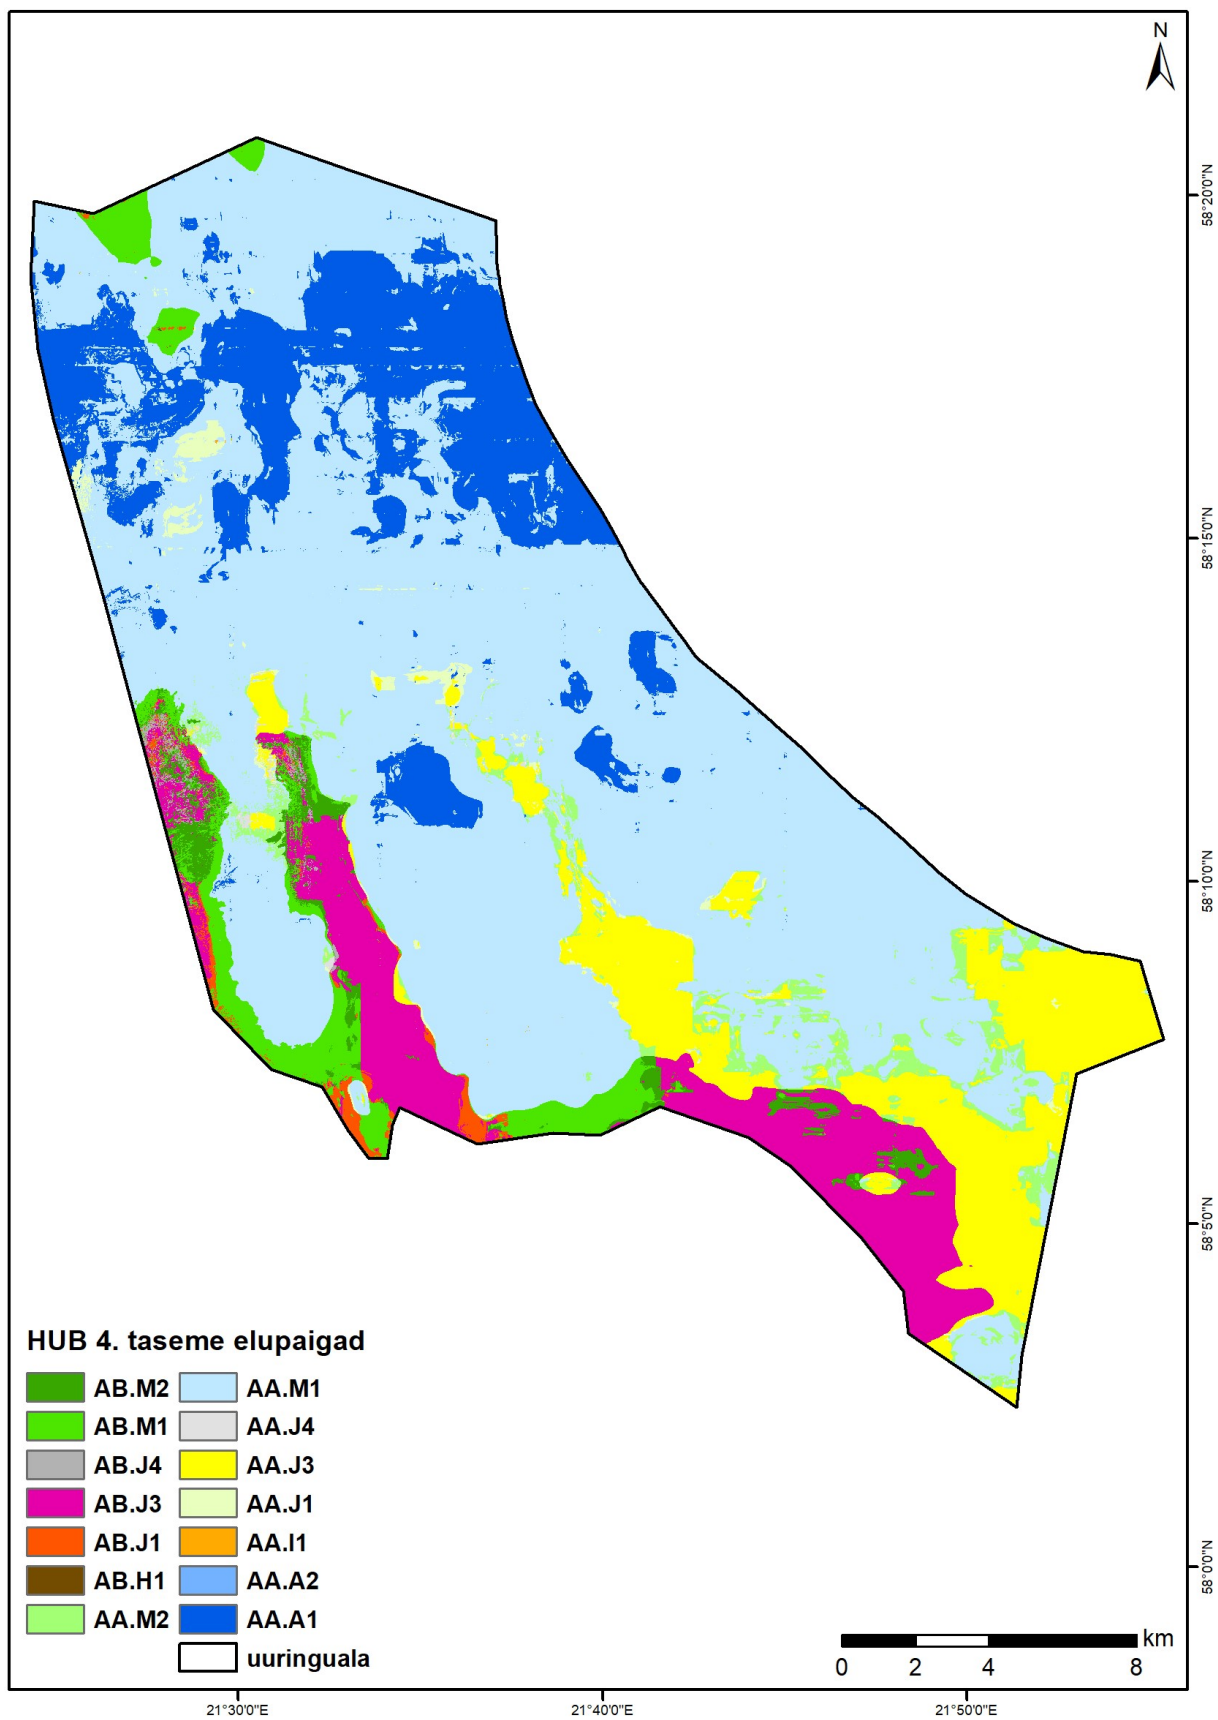 N
58°20'0"N
58°15'0"N
58°10'0"N
58°5'0"N
58°0'0"N
HUB 4. taseme elupaigad
AB.M2 AA.M1
AB.M1 AA.J4
AB.J4 AA.J3
AB.J3 AA.J1
AB.J1 AA.I1
AB.H1 AA.A2
AA.M2 AA.A1
uuringuala
km
0 2 4 8
21°30'0"E 21°40'0"E 21°50'0"E